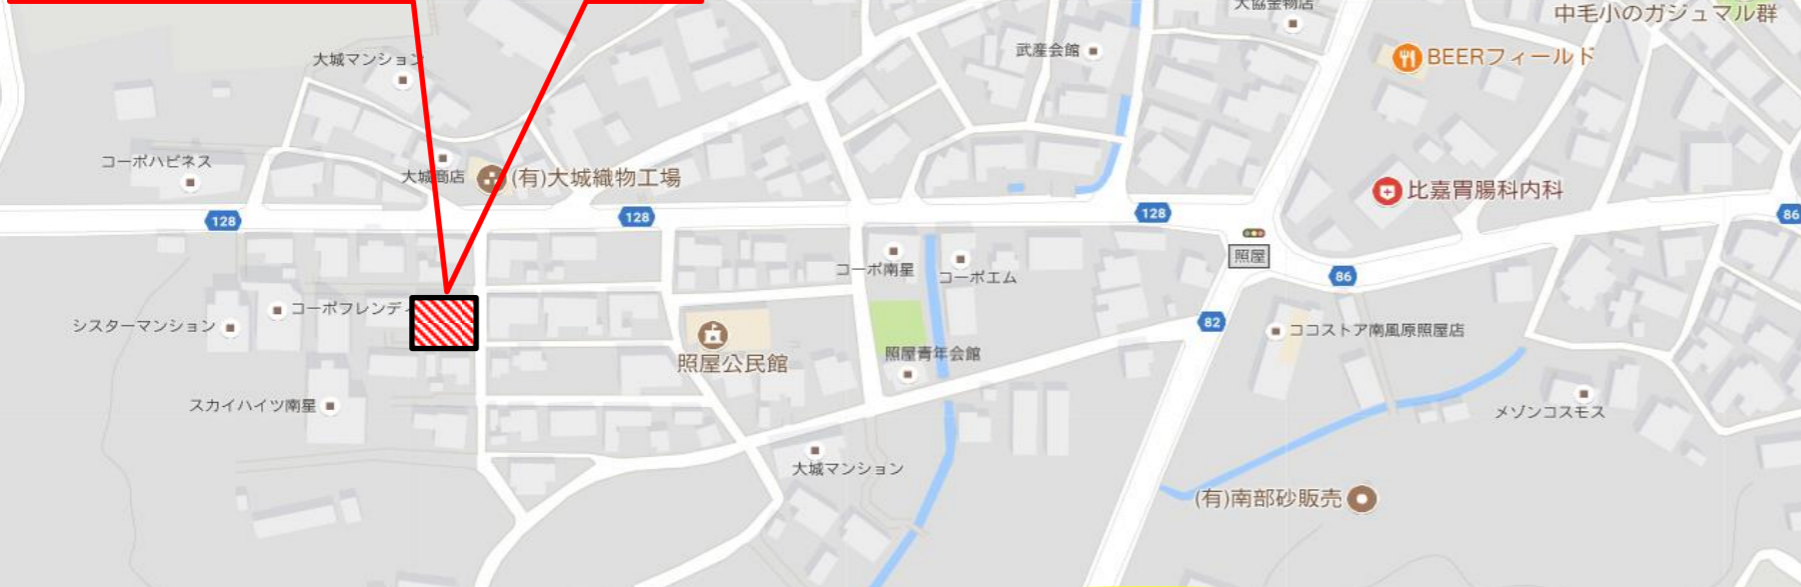 大協金物店
中毛小のガジュマル群
武産会館
BEERフィールド
大城マンション
コーポハピネス
大城商店
(有)大城織物工場
比嘉胃腸科内科
128
128
128
86
照屋
コーポ南星
コーポエム
86
コーポフレンディ
シスターマンション
82
ココストア南風原照屋店
照屋公民館
照屋青年会館
スカイハイツ南星
メゾンコスモス
大城マンション
(有)南部砂販売